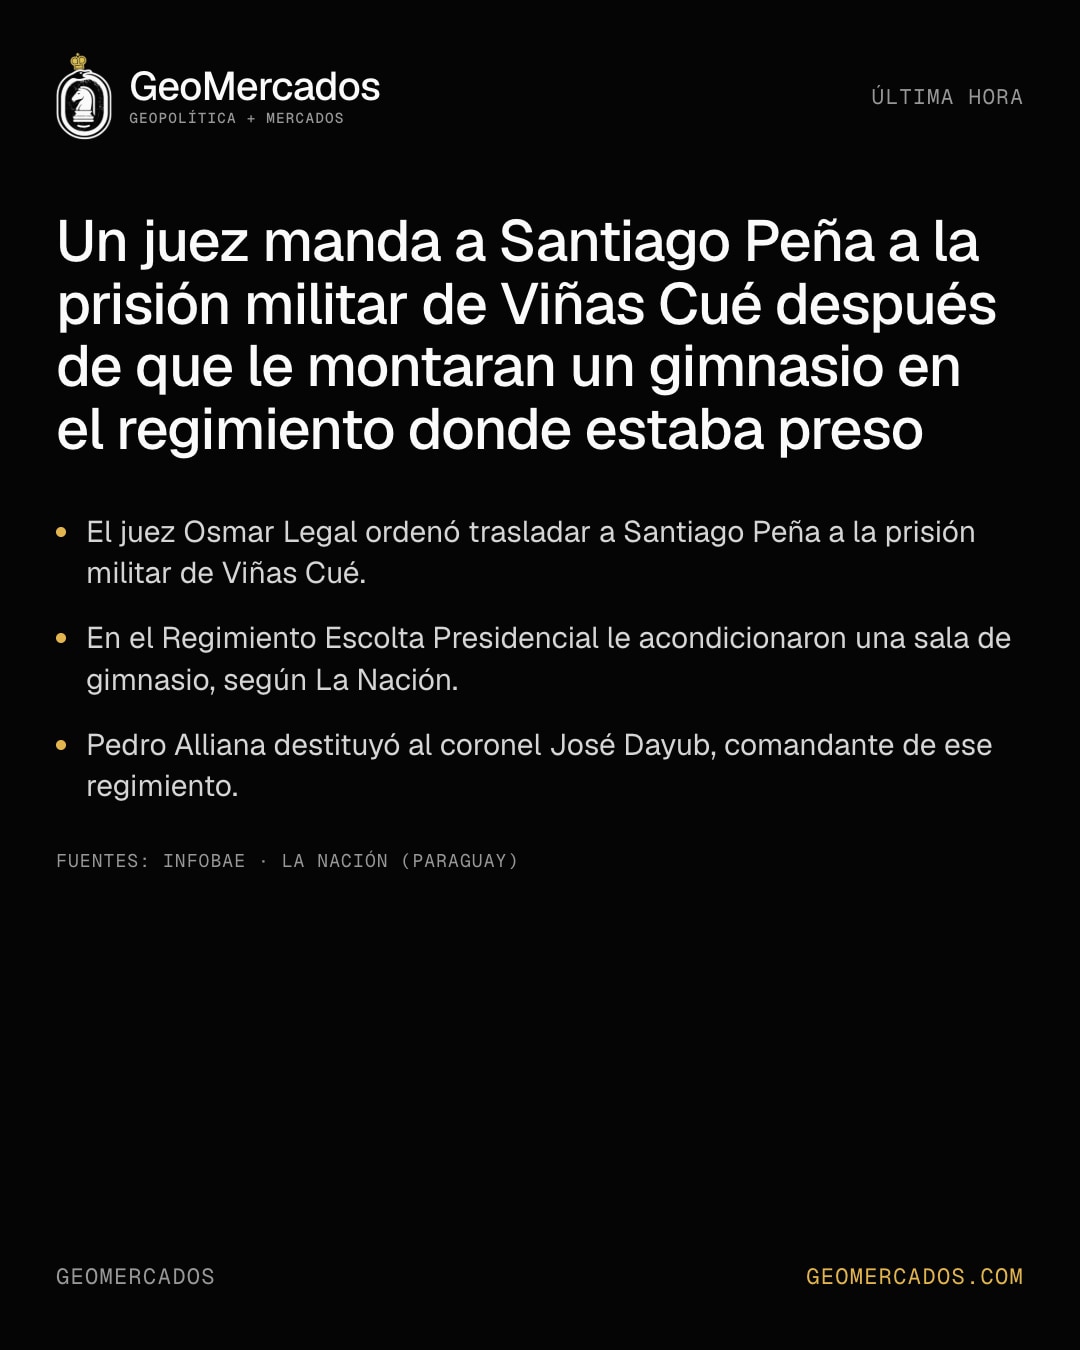 GeoMercados
GEOPOLÍTICA + MERCADOS
ÚLTIMA HORA
Un juez manda a Santiago Peña a la
prisión militar de Viñas Cué después
de que le montaran un gimnasio en
el regimiento donde estaba preso
• El juez Osmar Legal ordenó trasladar a Santiago Peña a la prisión
militar de Viñas Cué.
• En el Regimiento Escolta Presidencial le acondicionaron una sala de
gimnasio, según La Nación.
• Pedro Alliana destituyó al coronel José Dayub, comandante de ese
regimiento.
FUENTES: INFOBAE · LA NACIÓN (PARAGUAY)
GEOMERCADOS
GEOMERCADOS.COM